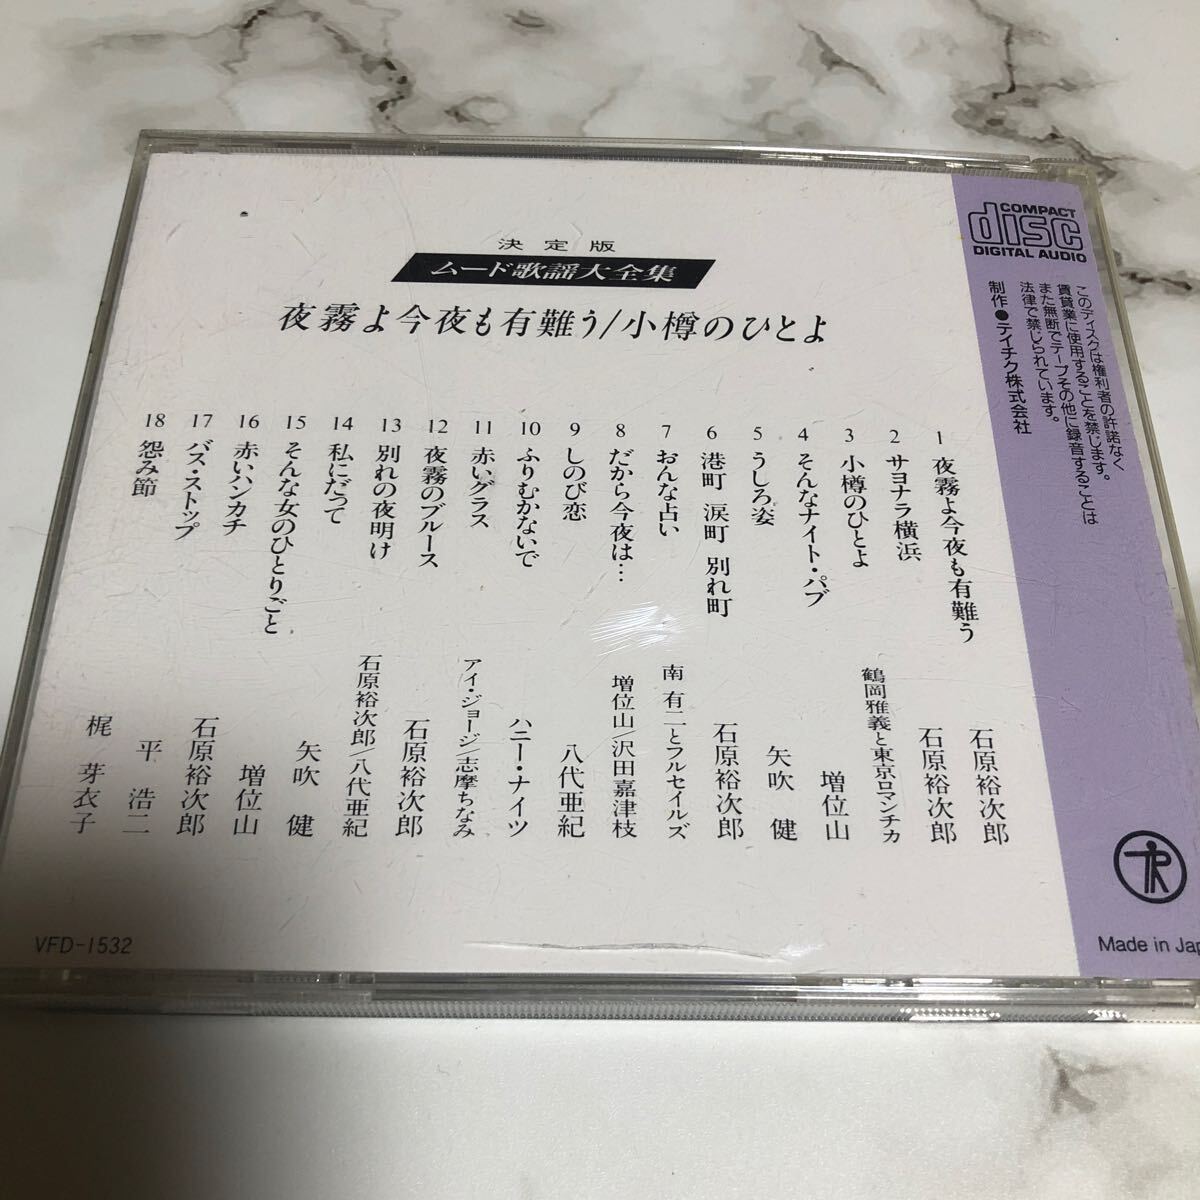 決定版
ムード歌謡大全集
夜霧よ今夜も有難う/小樽のひとよ
1 夜霧よ今夜も有難う 石原裕次郎
2 サヨナラ横浜 石原裕次郎
3 小樽のひとよ 鶴岡雅義と東京ロマンチカ
4 そんなナイト・パブ 増位山
5 うしろ姿 矢吹 健
6 港町 涙町 別れ町 石原裕次郎
7 おんな占い 南 有二とフルセイルズ
8 だから今夜は… 増位山/沢田嘉津枝
9 しのび恋 八代亜紀
10 ふりむかないで ハニー・ナイツ
11 赤いグラス アイ・ジョージ/志摩ちなみ
12 夜霧のブルース 石原裕次郎
13 別れの夜明け 石原裕次郎/八代亜紀
14 私にだって 矢吹 健
15 そんな女のひとりごと 増位山
16 赤いハンカチ 石原裕次郎
17 バス・ストップ 平 浩二
18 怨み節 梶 芽衣子
COMPACT
disc
DIGITAL AUDIO
このディスクは権利者の許諾なく
賃貸業に使用することを禁じます。
また無断でテープその他に録音することは
法律で禁じられています。
制作●テイチク株式会社
VFD-1532
Made in Jap